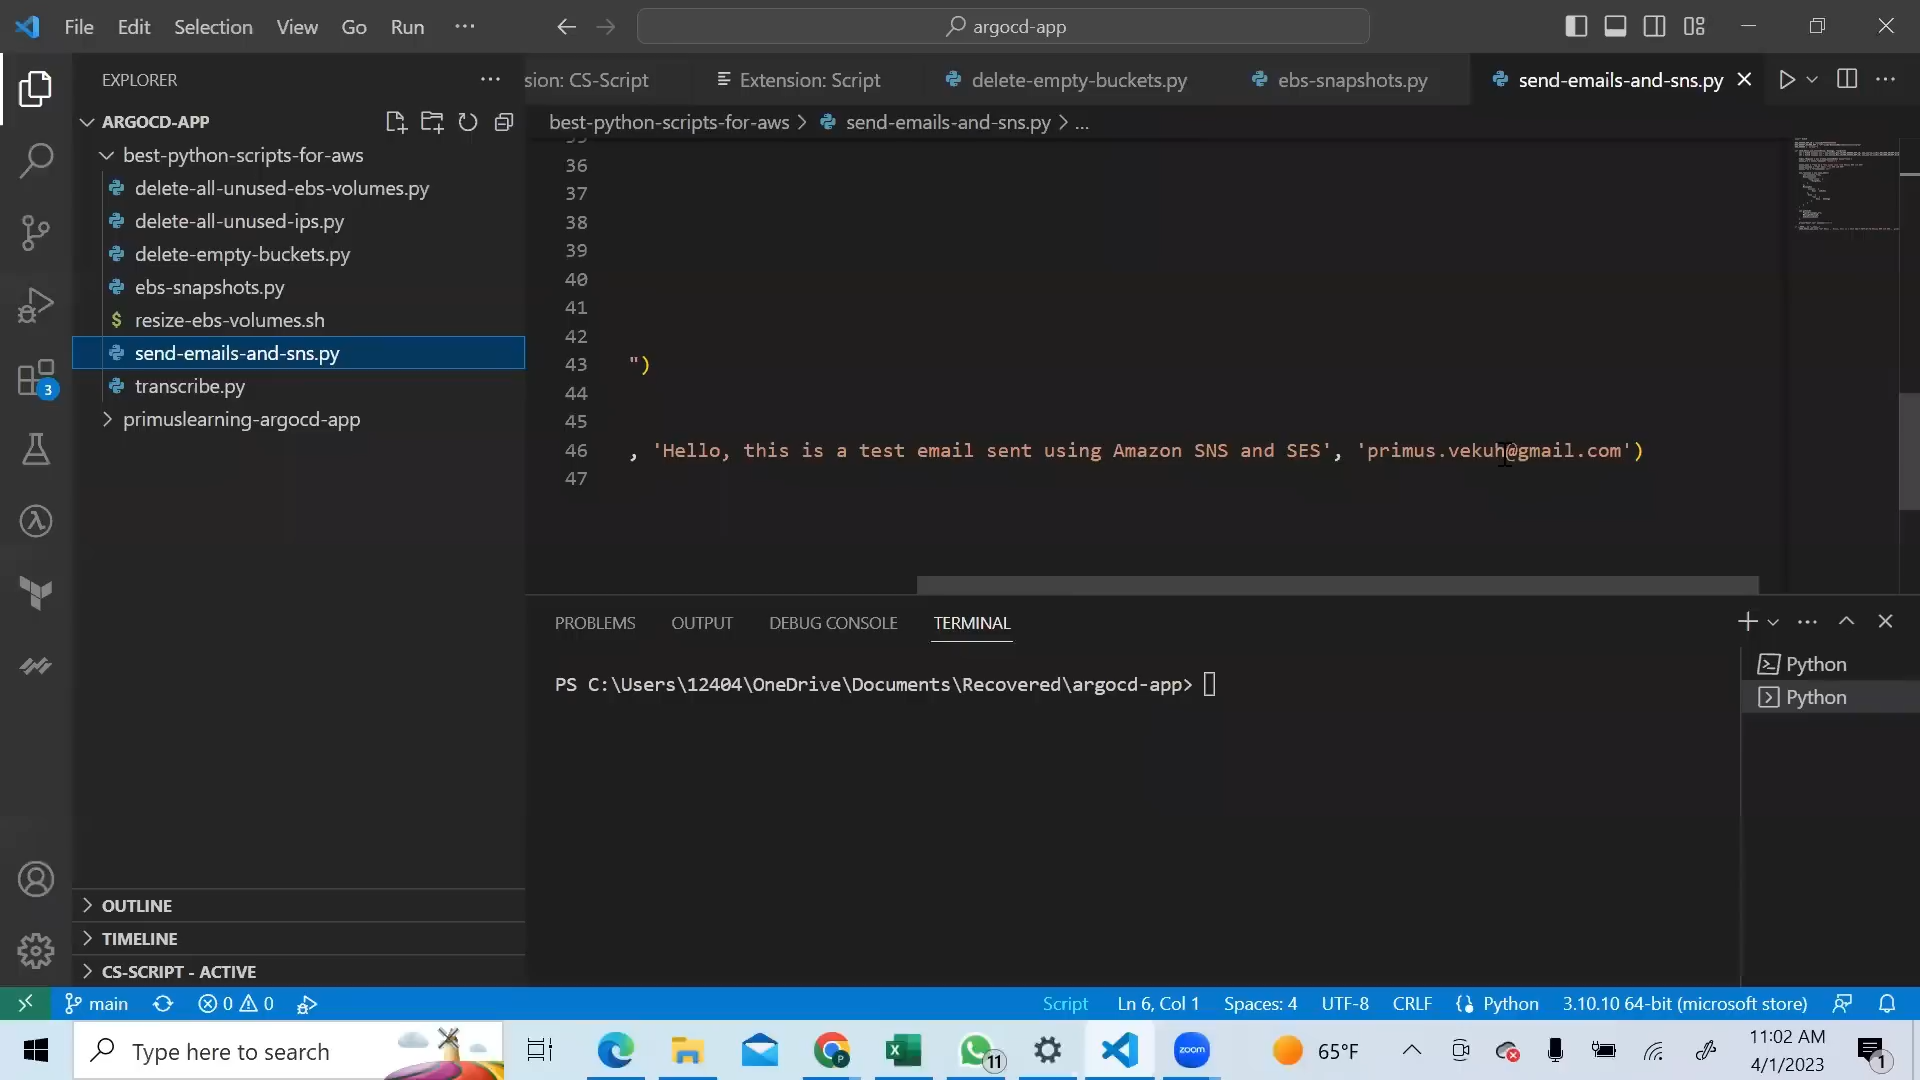 File Edit Selection View Go Run ...
argocd-app
EXPLORER
sion: CS-Script
Extension: Script
delete-empty-buckets.py
ebs-snapshots.py
send-emails-and-sns.py
ARGOCD-APP
best-python-scripts-for-aws > send-emails-and-sns.py > ...
best-python-scripts-for-aws
delete-all-unused-ebs-volumes.py
delete-all-unused-ips.py
delete-empty-buckets.py
ebs-snapshots.py
$ resize-ebs-volumes.sh
send-emails-and-sns.py
transcribe.py
primuslearning-argocd-app
35
36
37
38
39
40
41
42
43 ")
44
45
46 , 'Hello, this is a test email sent using Amazon SNS and SES', 'primus.vekuh@gmail.com')
47
3
PROBLEMS OUTPUT DEBUG CONSOLE TERMINAL
PS C:\Users\12404\OneDrive\Documents\Recovered\argocd-app>
Python
Python
OUTLINE
TIMELINE
CS-SCRIPT - ACTIVE
main 0 0 Script Ln 6, Col 1 Spaces: 4 UTF-8 CRLF Python 3.10.10 64-bit (microsoft store)
Type here to search
P
11
zoom
65°F
11:02 AM
4/1/2023
1